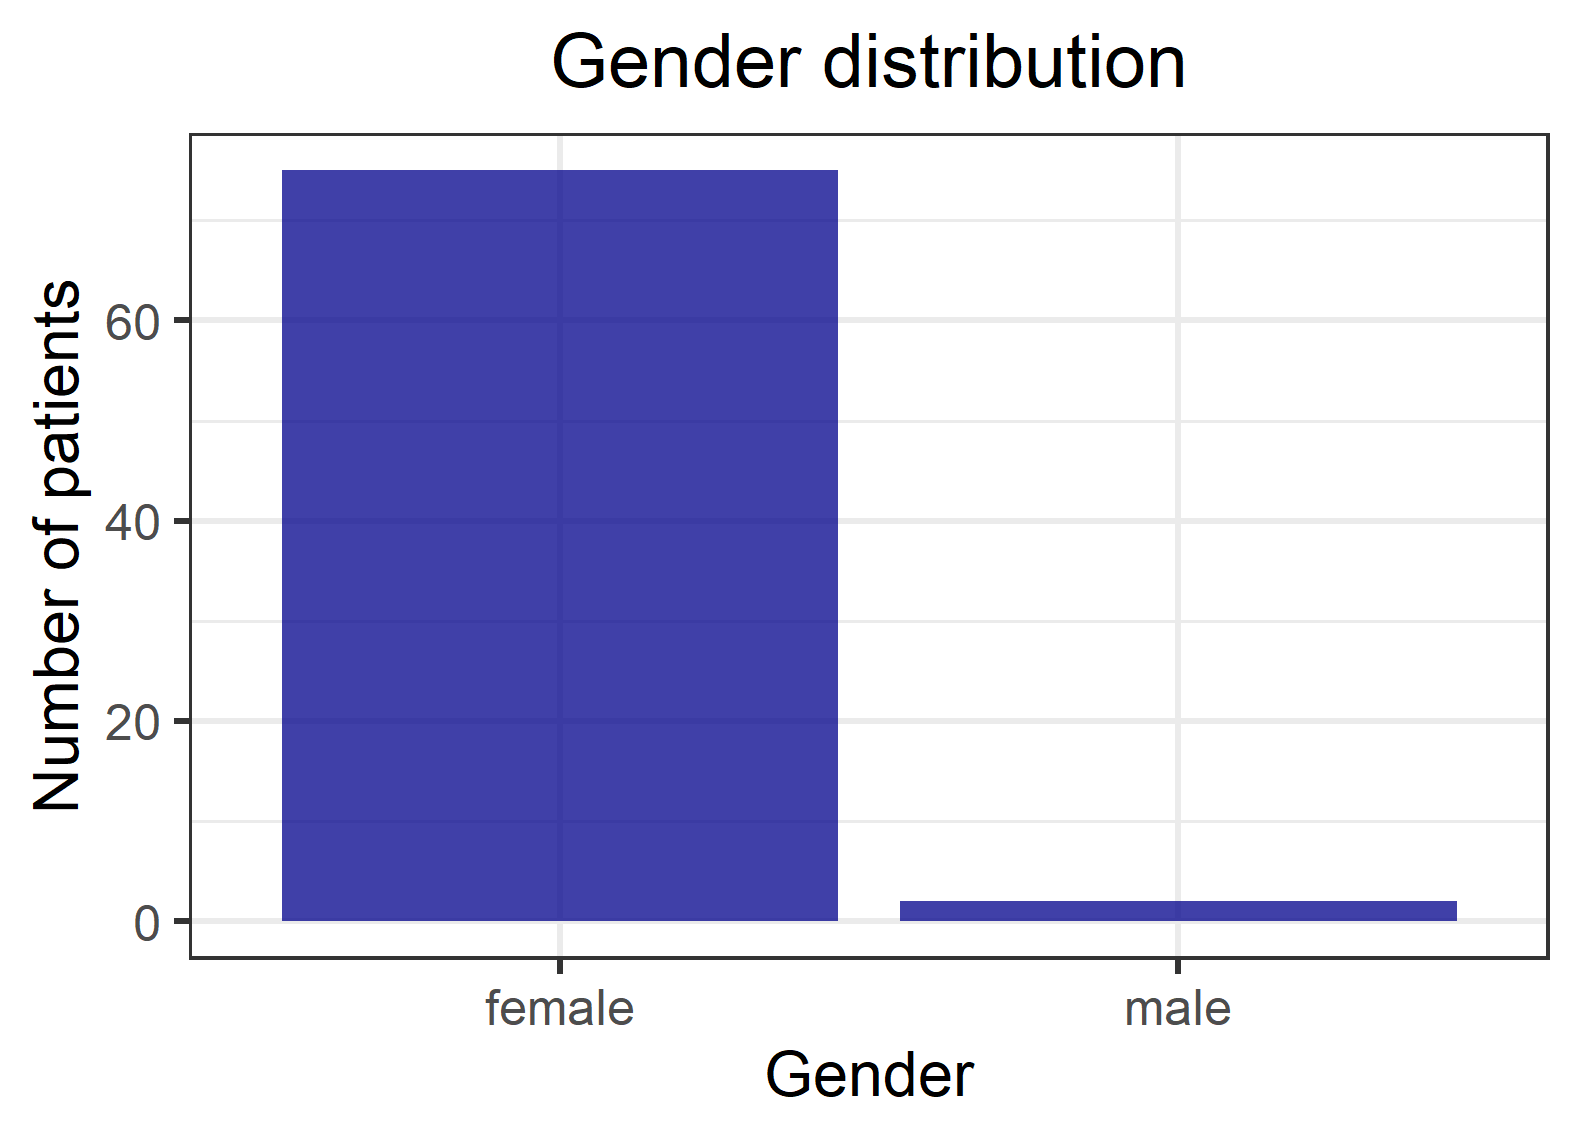 Gender distribution
Number of patients
60
40
20
0
female
male
Gender